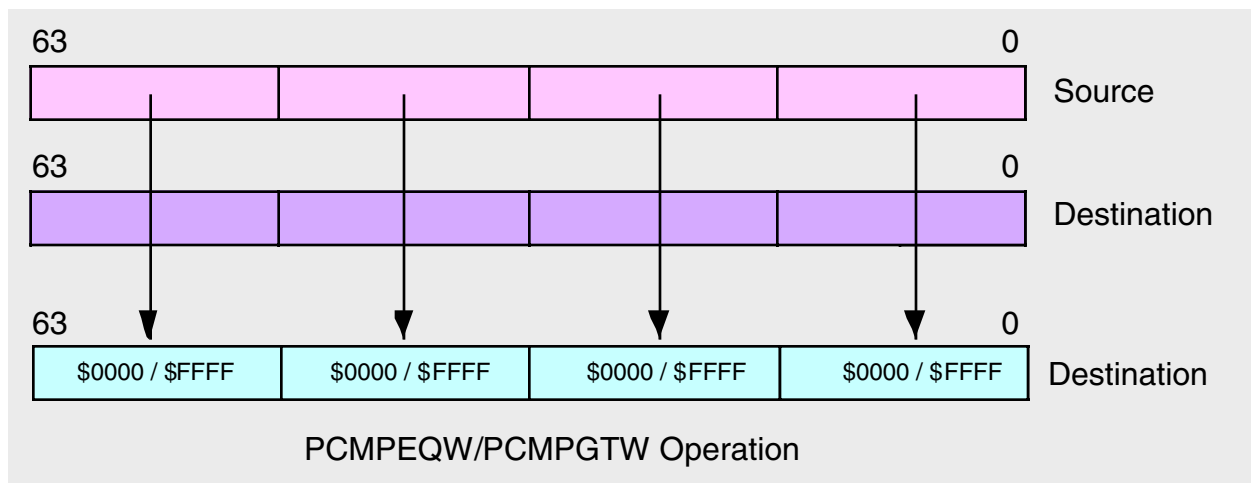 63 0
Source
63 0
Destination
63 0
$0000 / $FFFF $0000 / $FFFF $0000 / $FFFF $0000 / $FFFF Destination
PCMPEQW/PCMPGTW Operation